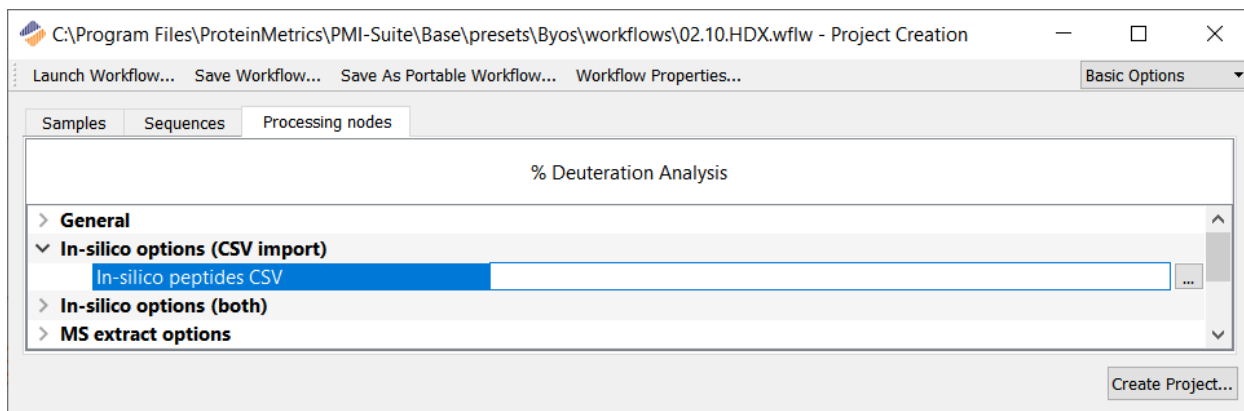 C:\Program Files\ProteinMetrics\PMI-Suite\Base\presets\Byos\workflows\02.10.HDX.wflw - Project Creation
Launch Workflow... Save Workflow... Save As Portable Workflow... Workflow Properties... Basic Options
Samples Sequences Processing nodes
% Deuteration Analysis
General
In-silico options (CSV import)
In-silico peptides CSV ...
In-silico options (both)
MS extract options
Create Project...